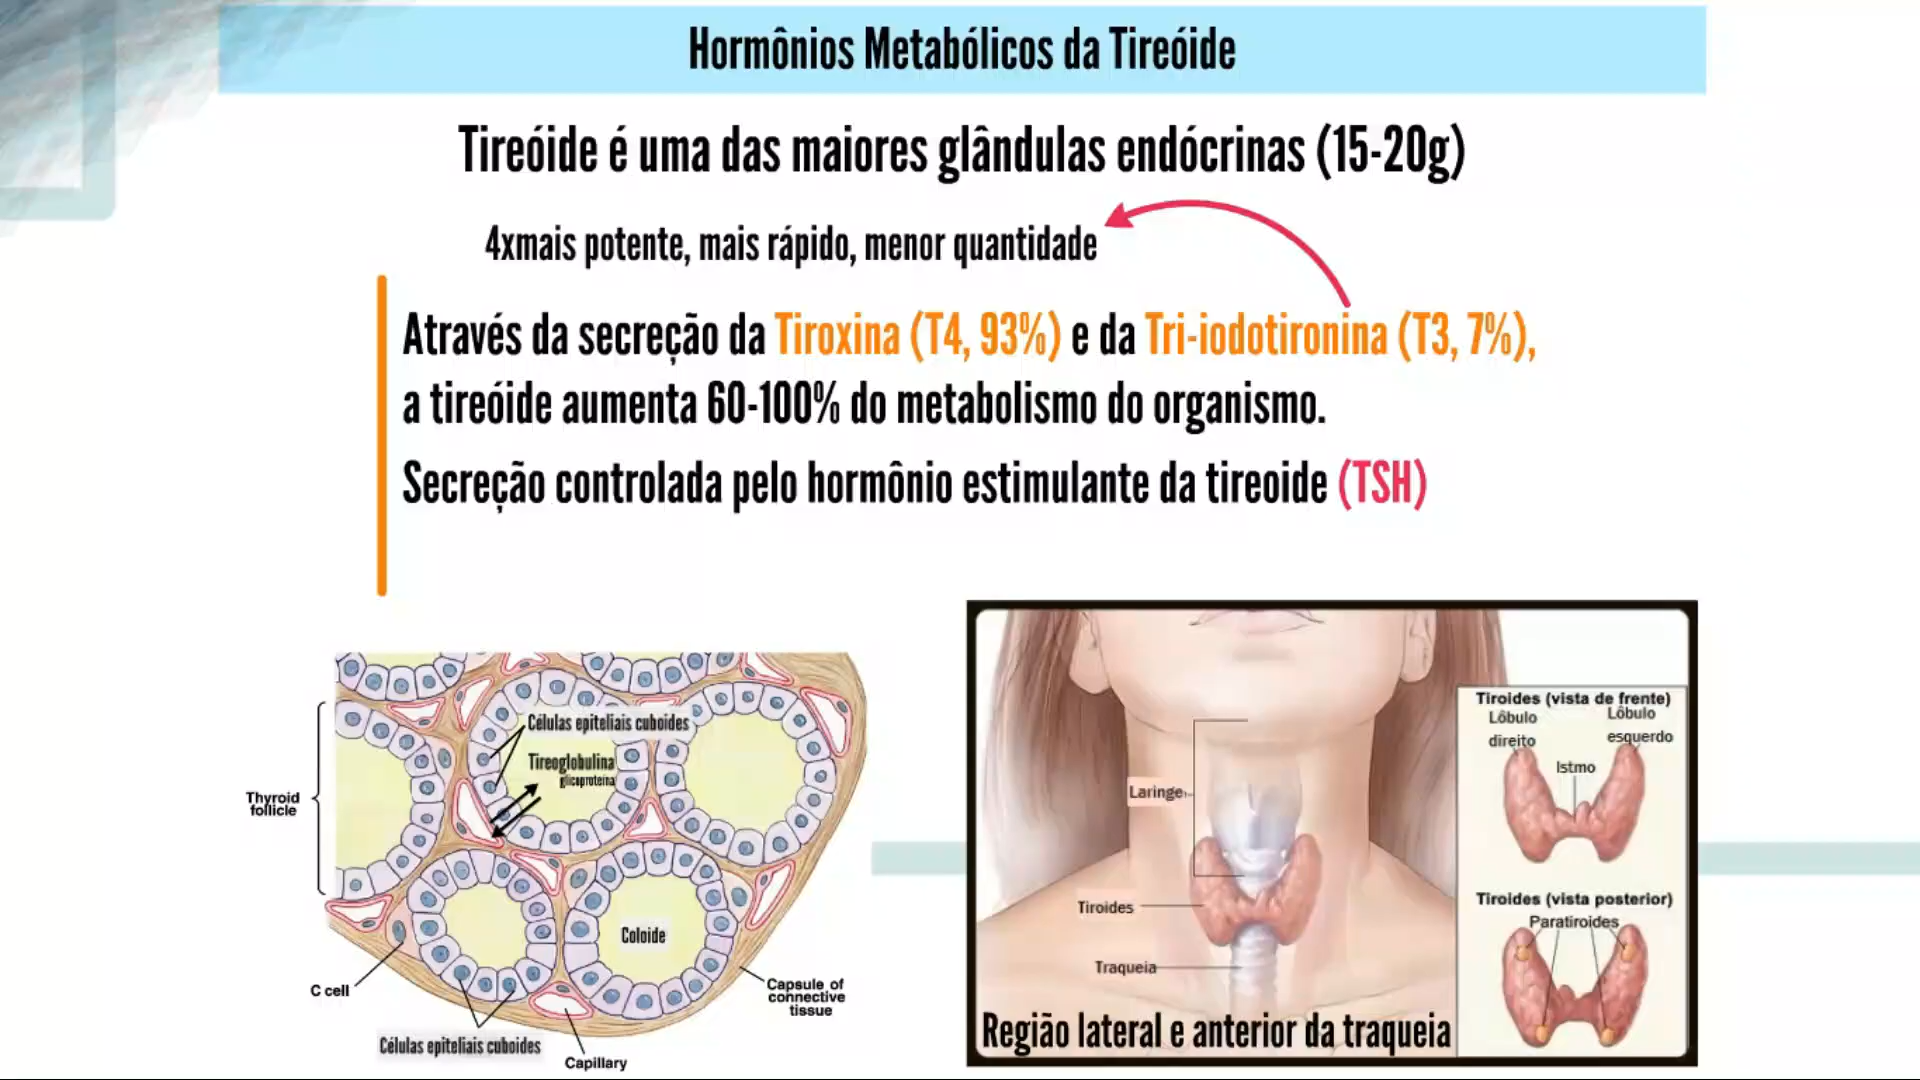 Hormônios Metabólicos da Tireóide
Tireóide é uma das maiores glândulas endócrinas (15-20g)
4xmais potente, mais rápido, menor quantidade
Através da secreção da Tiroxina (T4, 93%) e da Tri-iodotironina (T3, 7%),
a tireóide aumenta 60-100% do metabolismo do organismo.
Secreção controlada pelo hormônio estimulante da tireoide (TSH)
Células epiteliais cuboides
Tireoglobulina
glicoproteína
Thyroid
follicle
Coloide
C cell
Capsule of
connective
tissue
Células epiteliais cuboides
Capillary
Laringe
Tiroides
Traqueia
Região lateral e anterior da traqueia
Tiroides (vista de frente)
Lôbulo
direito
Lôbulo
esquerdo
Istmo
Tiroides (vista posterior)
Paratiroides